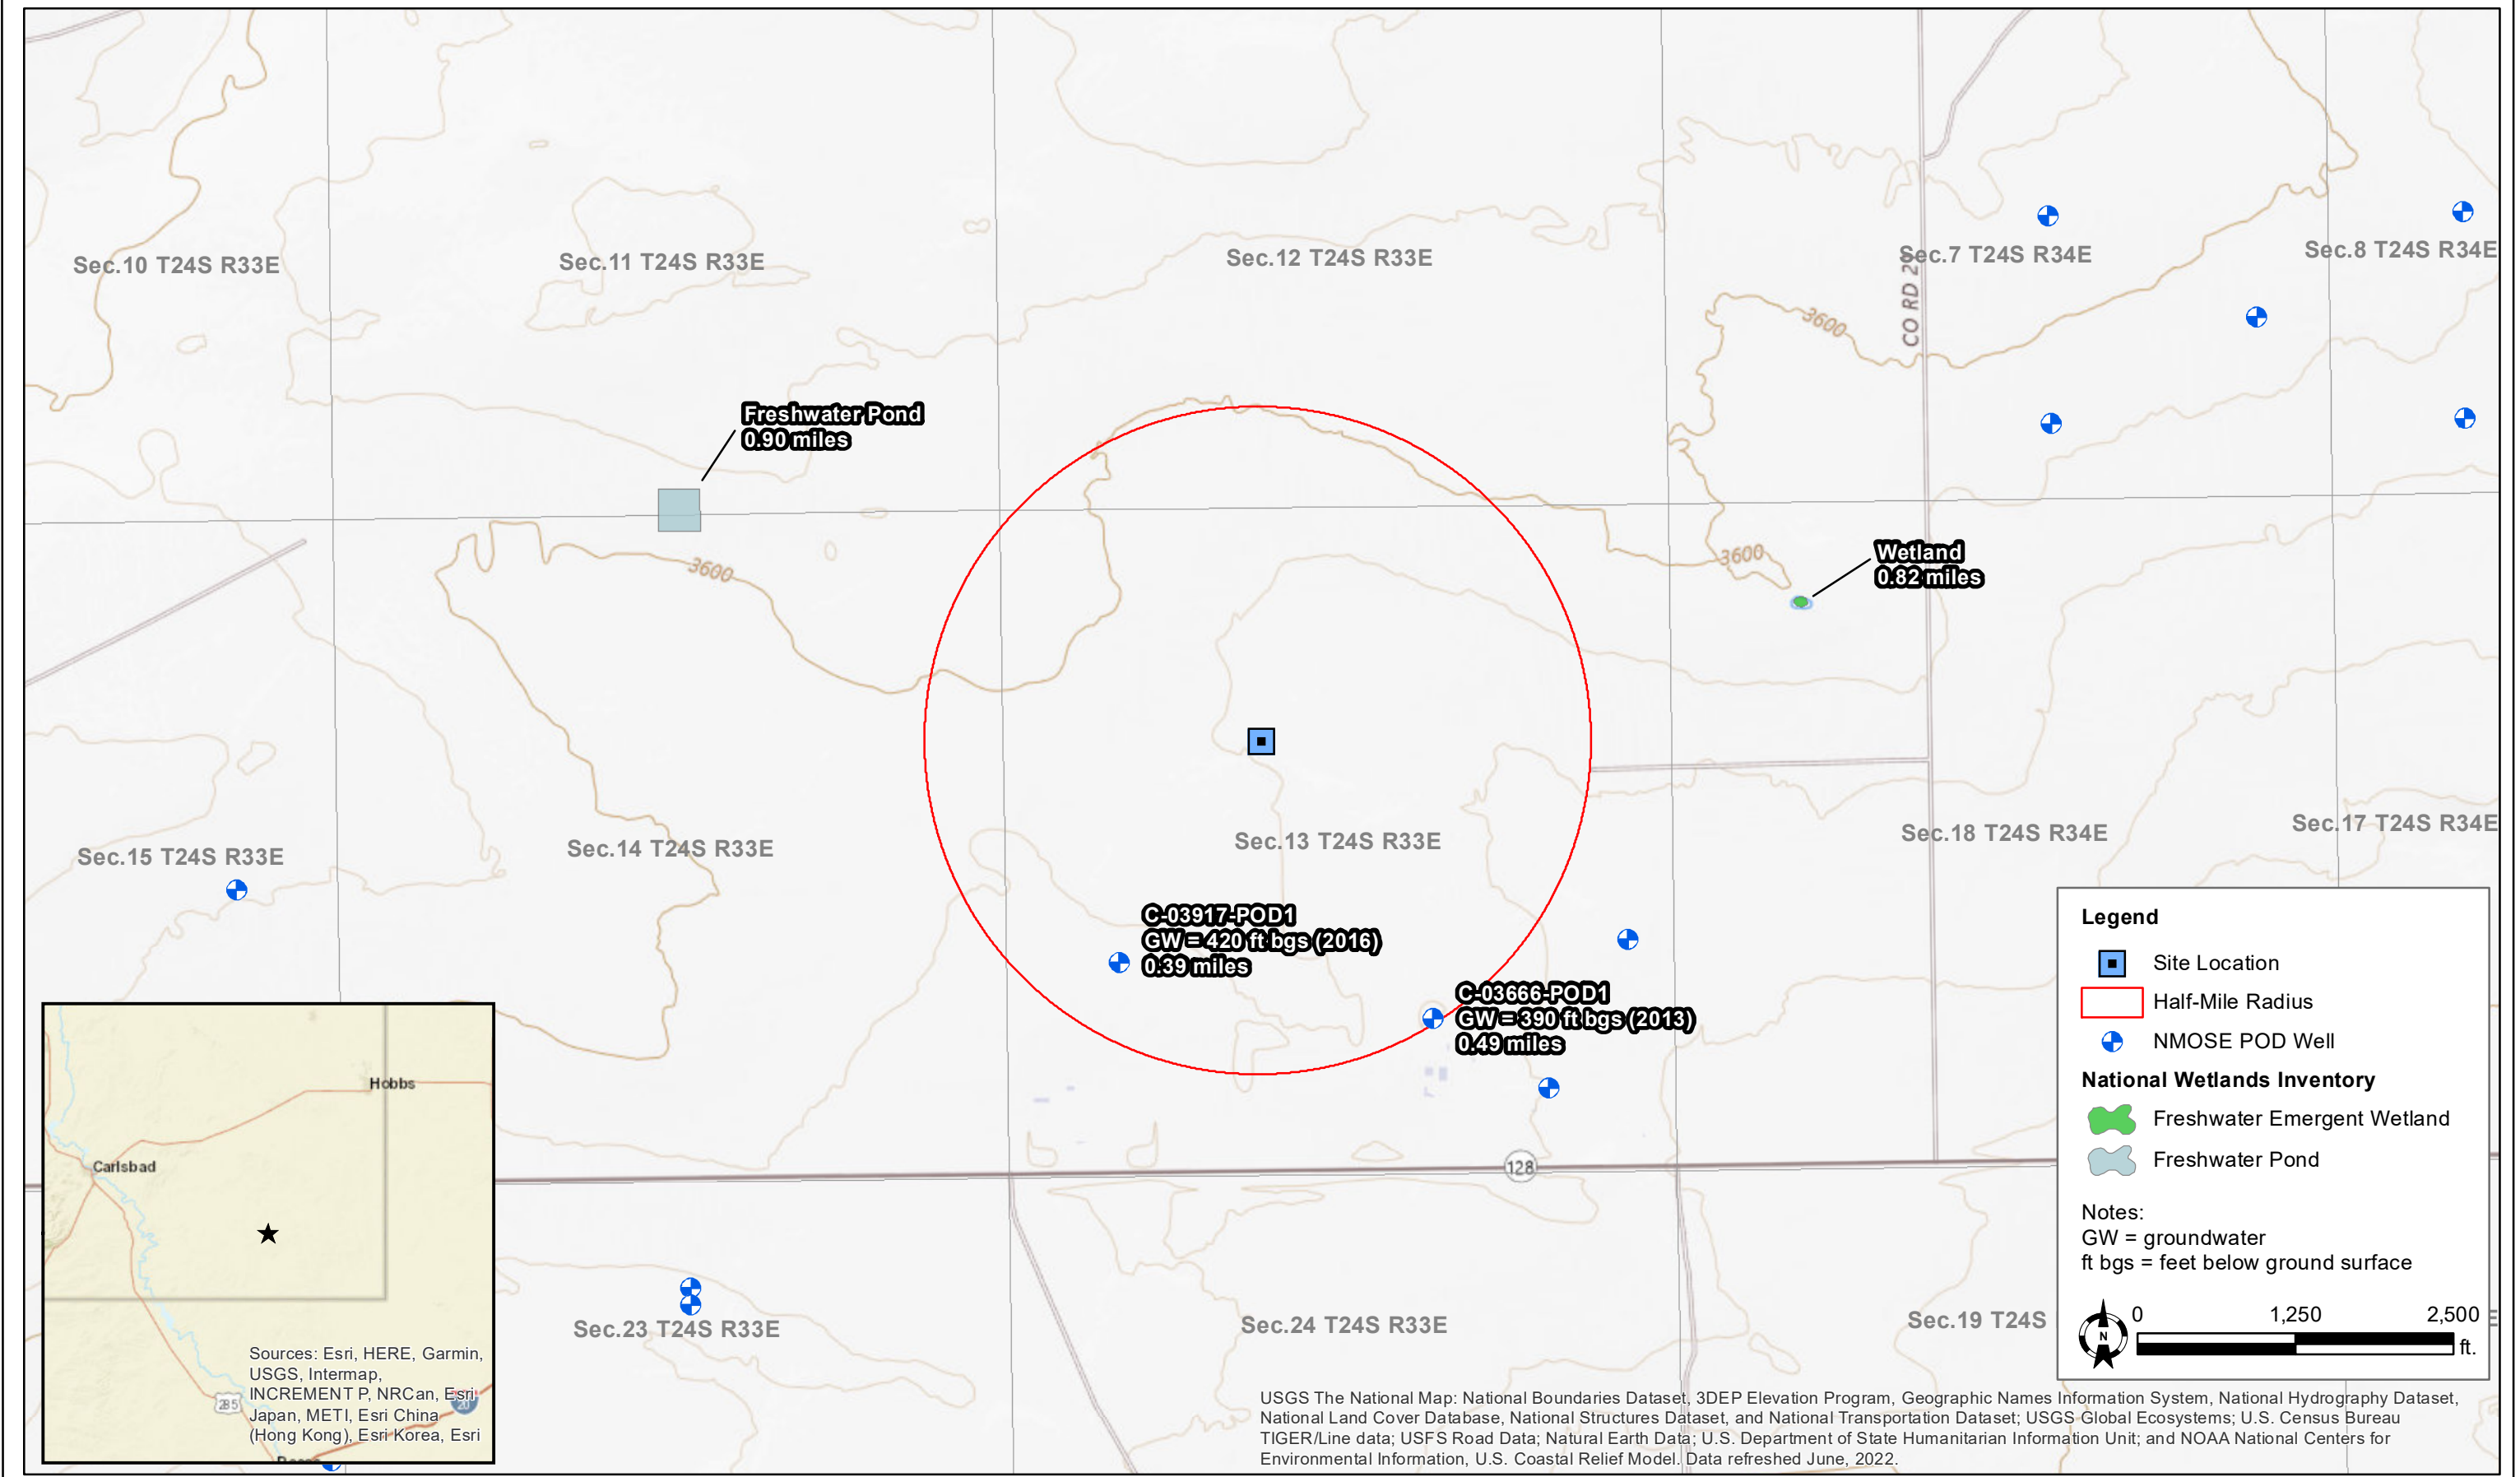 Sec.10 T24S R33E
Sec.11 T24S R33E
Sec.12 T24S R33E
Sec.7 T24S R34E
Sec.8 T24S R34E
CO RD 2
3600
Freshwater Pond
0.90 miles
3600
3600
Wetland
0.82 miles
Sec.15 T24S R33E
Sec.14 T24S R33E
Sec.13 T24S R33E
Sec.18 T24S R34E
Sec.17 T24S R34E
C-03917-POD1
GW = 420 ft bgs (2016)
0.39 miles
C-03666-POD1
GW = 390 ft bgs (2013)
0.49 miles
128
Sec.23 T24S R33E
Sec.24 T24S R33E
Sec.19 T24S
Hobbs
Carlsbad
285
20
Sources: Esri, HERE, Garmin,
USGS, Intermap,
INCREMENT P, NRCan, Esri
Japan, METI, Esri China
(Hong Kong), Esri Korea, Esri
Legend
Site Location
Half-Mile Radius
NMOSE POD Well
National Wetlands Inventory
Freshwater Emergent Wetland
Freshwater Pond
Notes:
GW = groundwater
ft bgs = feet below ground surface
N
0 1,250 2,500
ft.
USGS The National Map: National Boundaries Dataset, 3DEP Elevation Program, Geographic Names Information System, National Hydrography Dataset,
National Land Cover Database, National Structures Dataset, and National Transportation Dataset; USGS Global Ecosystems; U.S. Census Bureau
TIGER/Line data; USFS Road Data; Natural Earth Data; U.S. Department of State Humanitarian Information Unit; and NOAA National Centers for
Environmental Information, U.S. Coastal Relief Model. Data refreshed June, 2022.